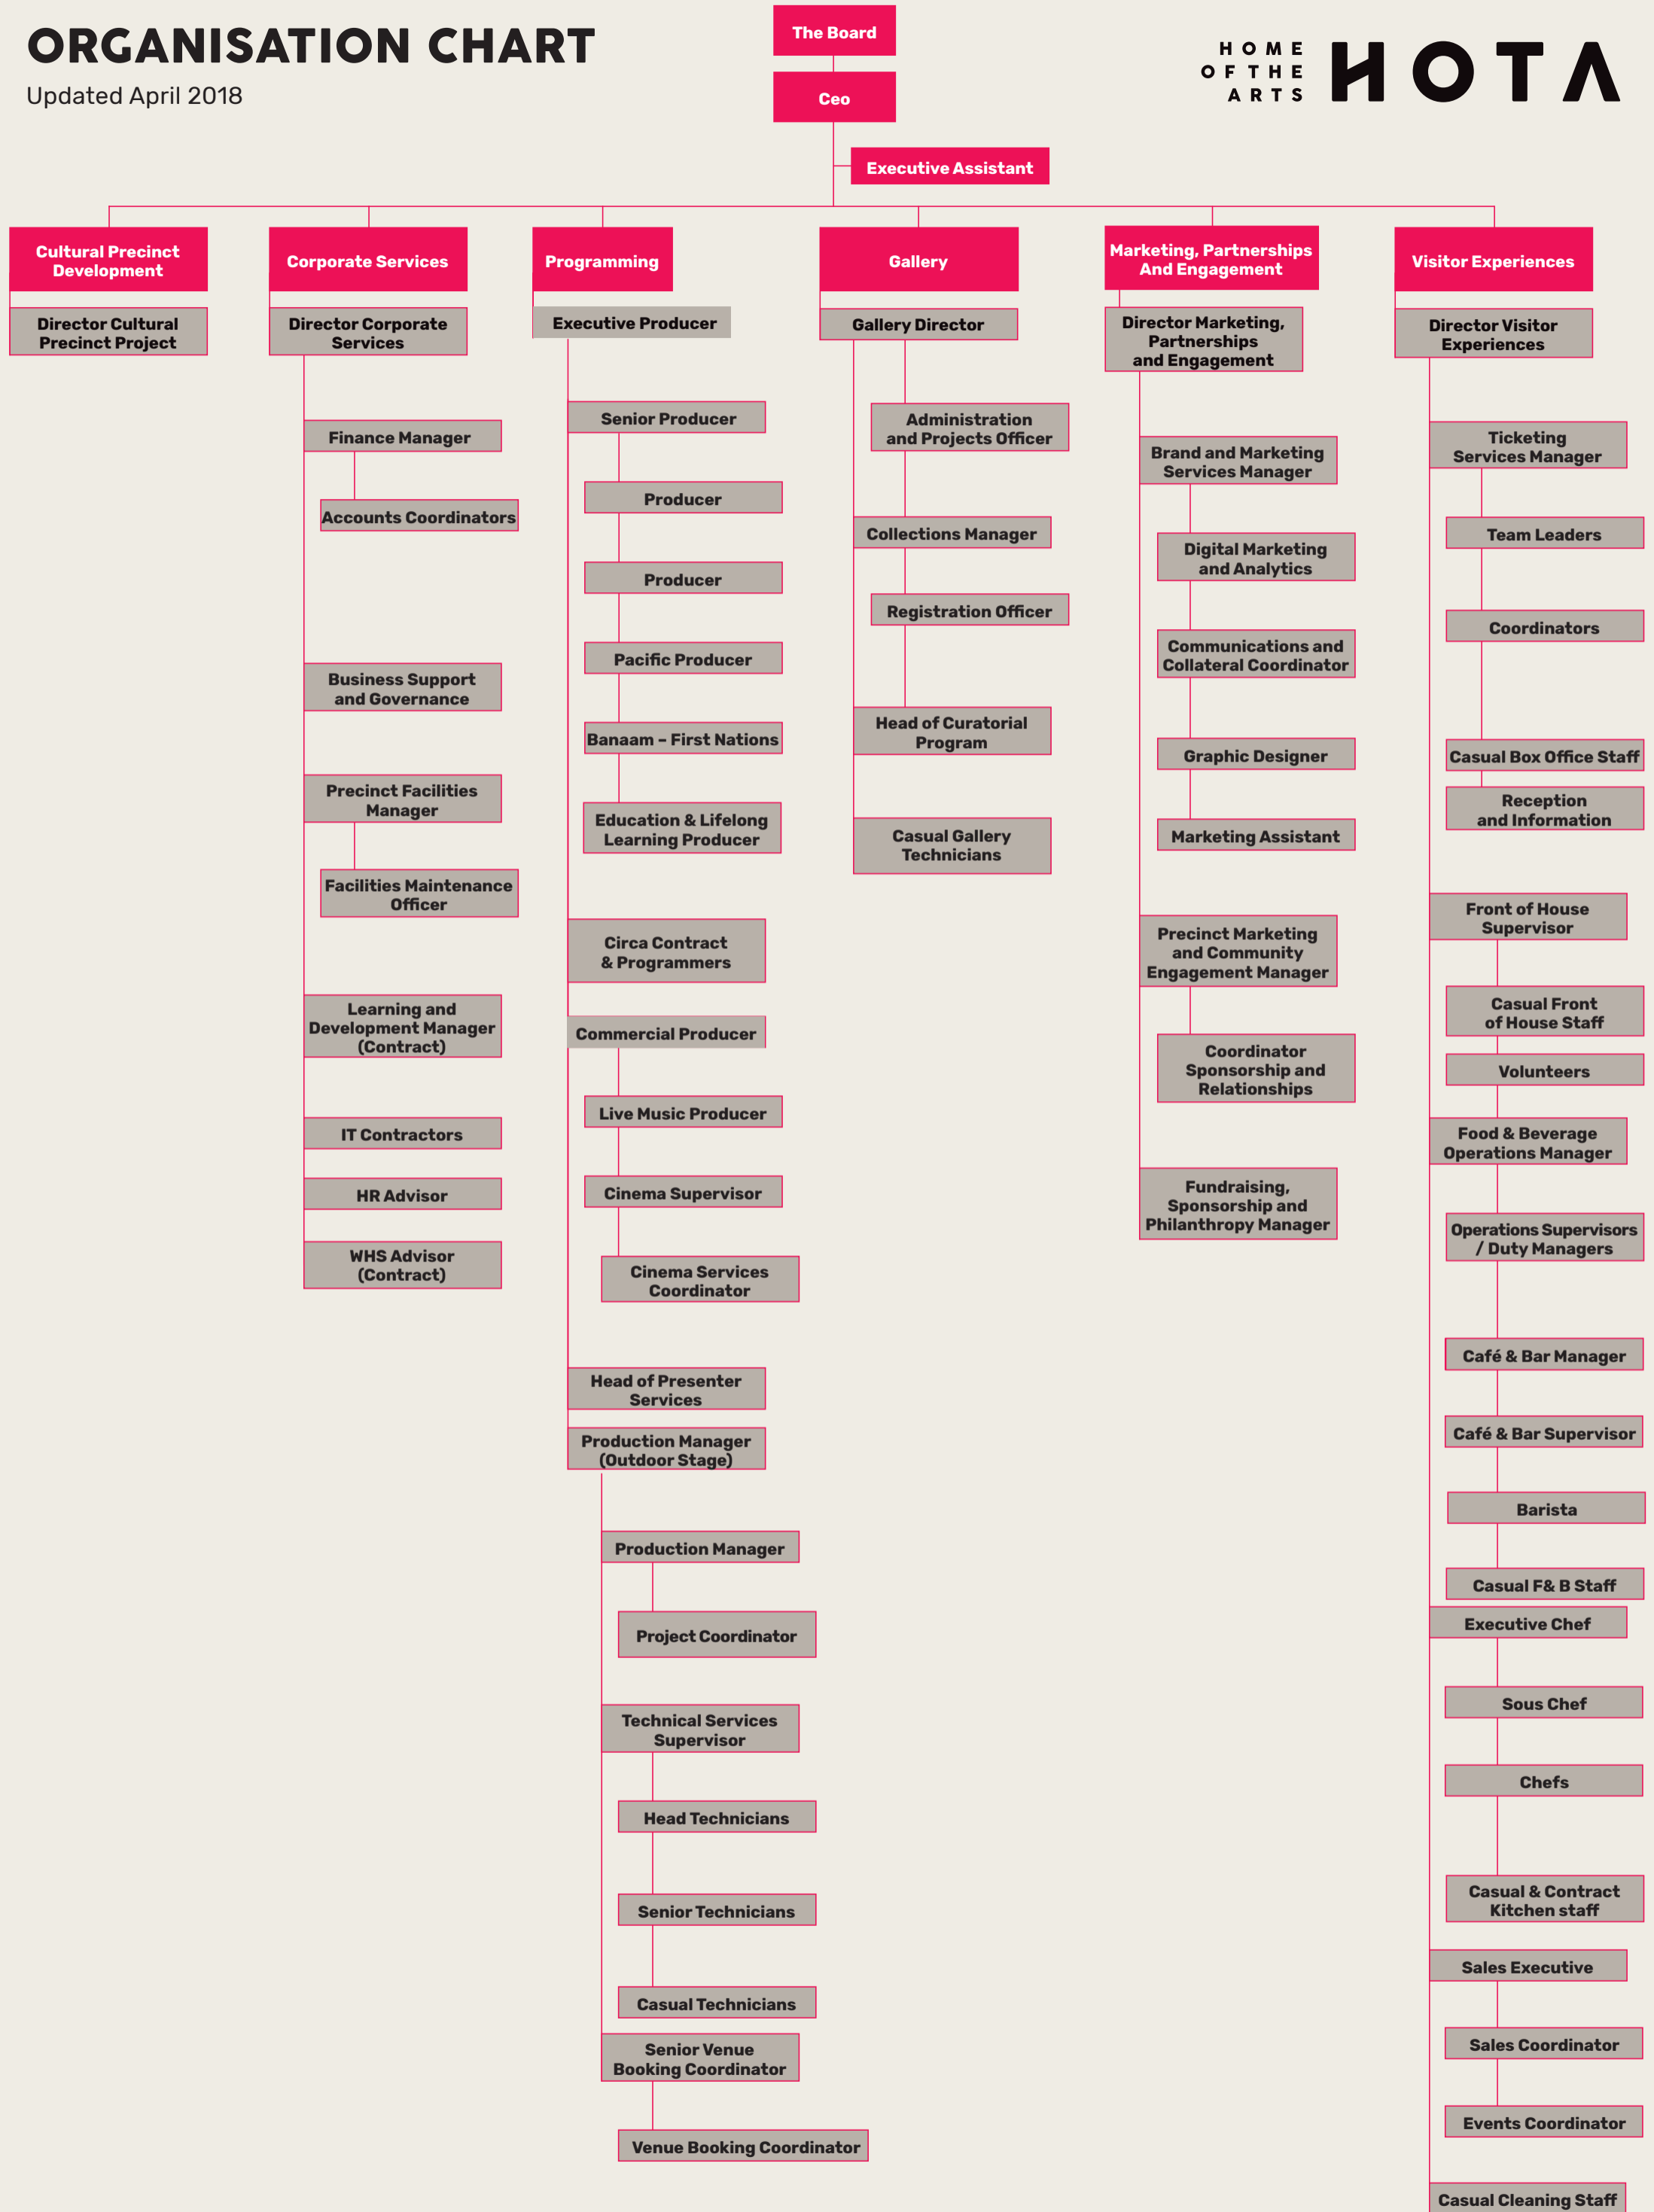 ORGANISATION CHART
Updated April 2018
The Board
Ceo
Executive Assistant
HOME
OF THE
ARTS
HOTA
Cultural Precinct
Development
Director Cultural
Precinct Project
Corporate Services
Director Corporate
Services
Finance Manager
Accounts Coordinators
Business Support
and Governance
Precinct Facilities
Manager
Facilities Maintenance
Officer
Learning and
Development Manager
(Contract)
IT Contractors
HR Advisor
WHS Advisor
(Contract)
Programming
Executive Producer
Senior Producer
Producer
Producer
Pacific Producer
Banaam – First Nations
Education & Lifelong
Learning Producer
Circa Contract
& Programmers
Commercial Producer
Live Music Producer
Cinema Supervisor
Cinema Services
Coordinator
Head of Presenter
Services
Production Manager
(Outdoor Stage)
Production Manager
Project Coordinator
Technical Services
Supervisor
Head Technicians
Senior Technicians
Casual Technicians
Senior Venue
Booking Coordinator
Venue Booking Coordinator
Gallery
Gallery Director
Administration
and Projects Officer
Collections Manager
Registration Officer
Head of Curatorial
Program
Casual Gallery
Technicians
Marketing, Partnerships
And Engagement
Director Marketing,
Partnerships
and Engagement
Brand and Marketing
Services Manager
Digital Marketing
and Analytics
Communications and
Collateral Coordinator
Graphic Designer
Marketing Assistant
Precinct Marketing
and Community
Engagement Manager
Coordinator
Sponsorship and
Relationships
Fundraising,
Sponsorship and
Philanthropy Manager
Visitor Experiences
Director Visitor
Experiences
Ticketing
Services Manager
Team Leaders
Coordinators
Casual Box Office Staff
Reception
and Information
Front of House
Supervisor
Casual Front
of House Staff
Volunteers
Food & Beverage
Operations Manager
Operations Supervisors
/ Duty Managers
Café & Bar Manager
Café & Bar Supervisor
Barista
Casual F& B Staff
Executive Chef
Sous Chef
Chefs
Casual & Contract
Kitchen staff
Sales Executive
Sales Coordinator
Events Coordinator
Casual Cleaning Staff